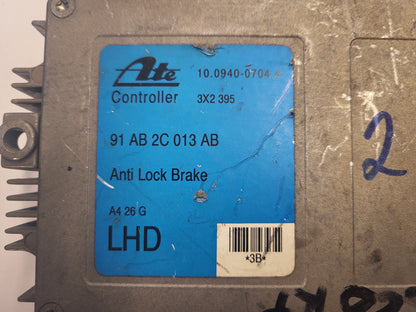 Ate 10.0940-0704.4
Controller 3X2 395
91 AB 2C 013 AB
Anti Lock Brake
A4 26 G
LHD
*3B*
2